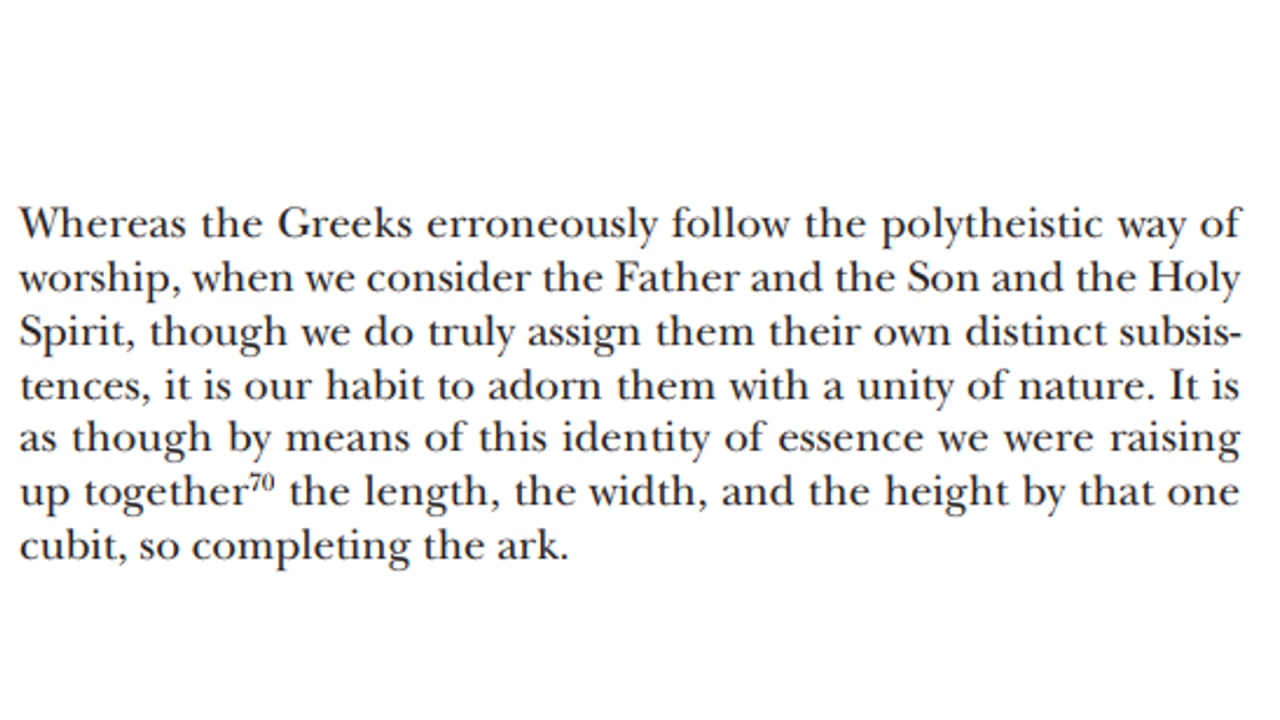 Whereas the Greeks erroneously follow the polytheistic way of
worship, when we consider the Father and the Son and the Holy
Spirit, though we do truly assign them their own distinct subsis-
tences, it is our habit to adorn them with a unity of nature. It is
as though by means of this identity of essence we were raising
up together⁷⁰ the length, the width, and the height by that one
cubit, so completing the ark.